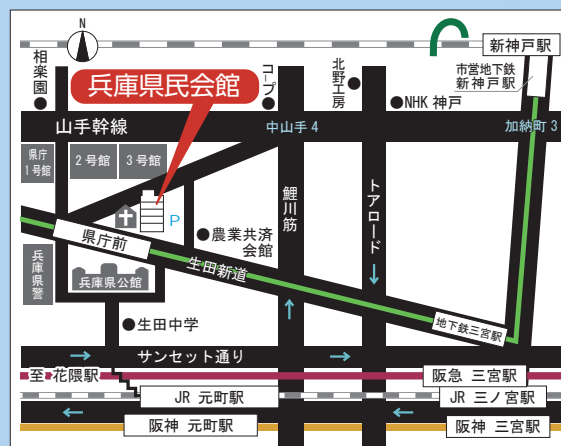 N
新神戸駅
相楽園
兵庫県民会館
コープ
北野工房
市営地下鉄
新神戸駅
NHK 神戸
山手幹線
中山手 4
加納町 3
県庁
1号館
2 号館
3 号館
P
県庁前
農業共済
会館
鯉川筋
トアロード
兵庫県警
兵庫県公館
生田新道
生田中学
地下鉄三宮駅
サンセット通り
至 花隈駅
阪急 三宮駅
JR 元町駅
JR 三ノ宮駅
阪神 元町駅
阪神 三宮駅